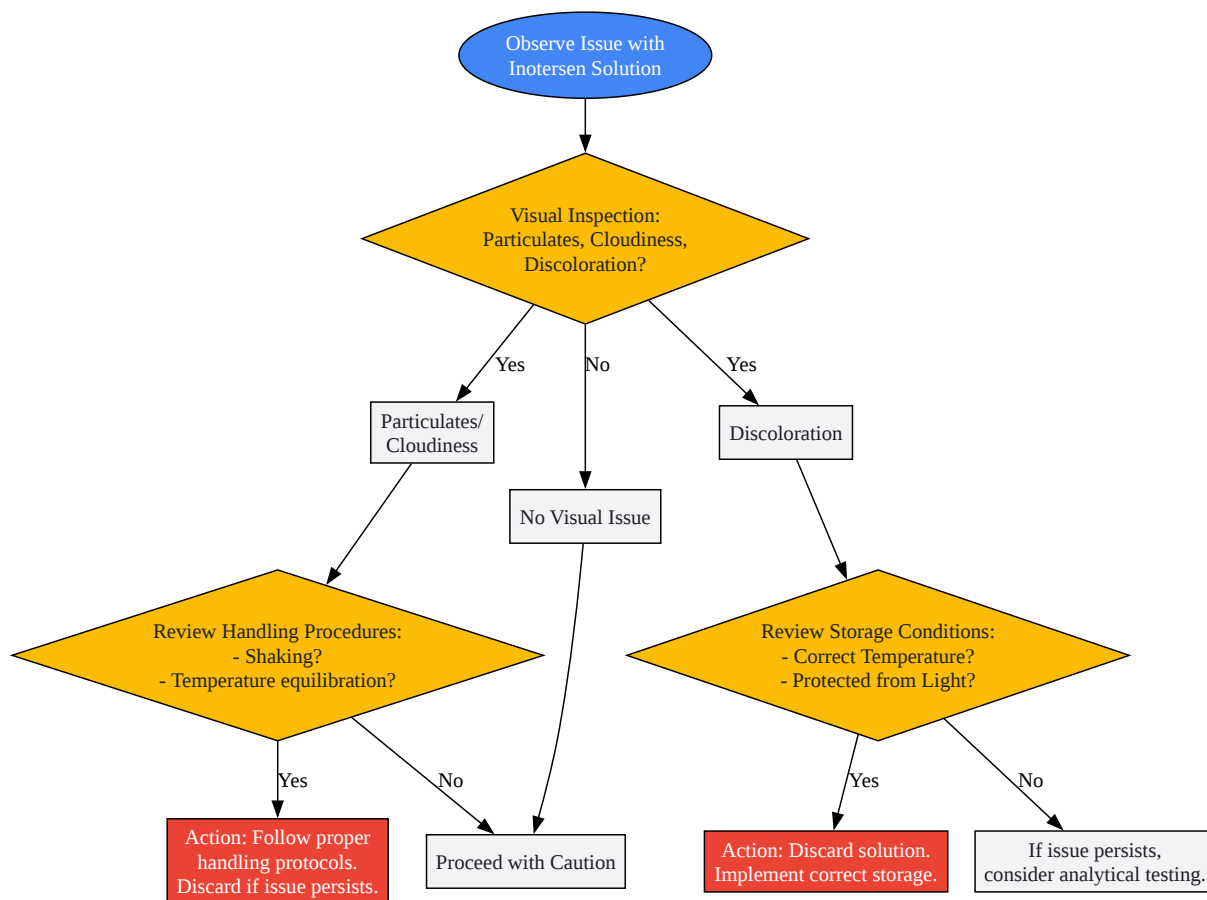 Observe Issue with
Inotersen Solution
Visual Inspection:
Particulates, Cloudiness,
Discoloration?
Yes
No
Yes
Particulates/
Cloudiness
Discoloration
No Visual Issue
Review Handling Procedures:
- Shaking?
- Temperature equilibration?
Review Storage Conditions:
- Correct Temperature?
- Protected from Light?
Yes
No
Yes
No
Action: Follow proper
handling protocols.
Discard if issue persists.
Proceed with Caution
Action: Discard solution.
Implement correct storage.
If issue persists,
consider analytical testing.